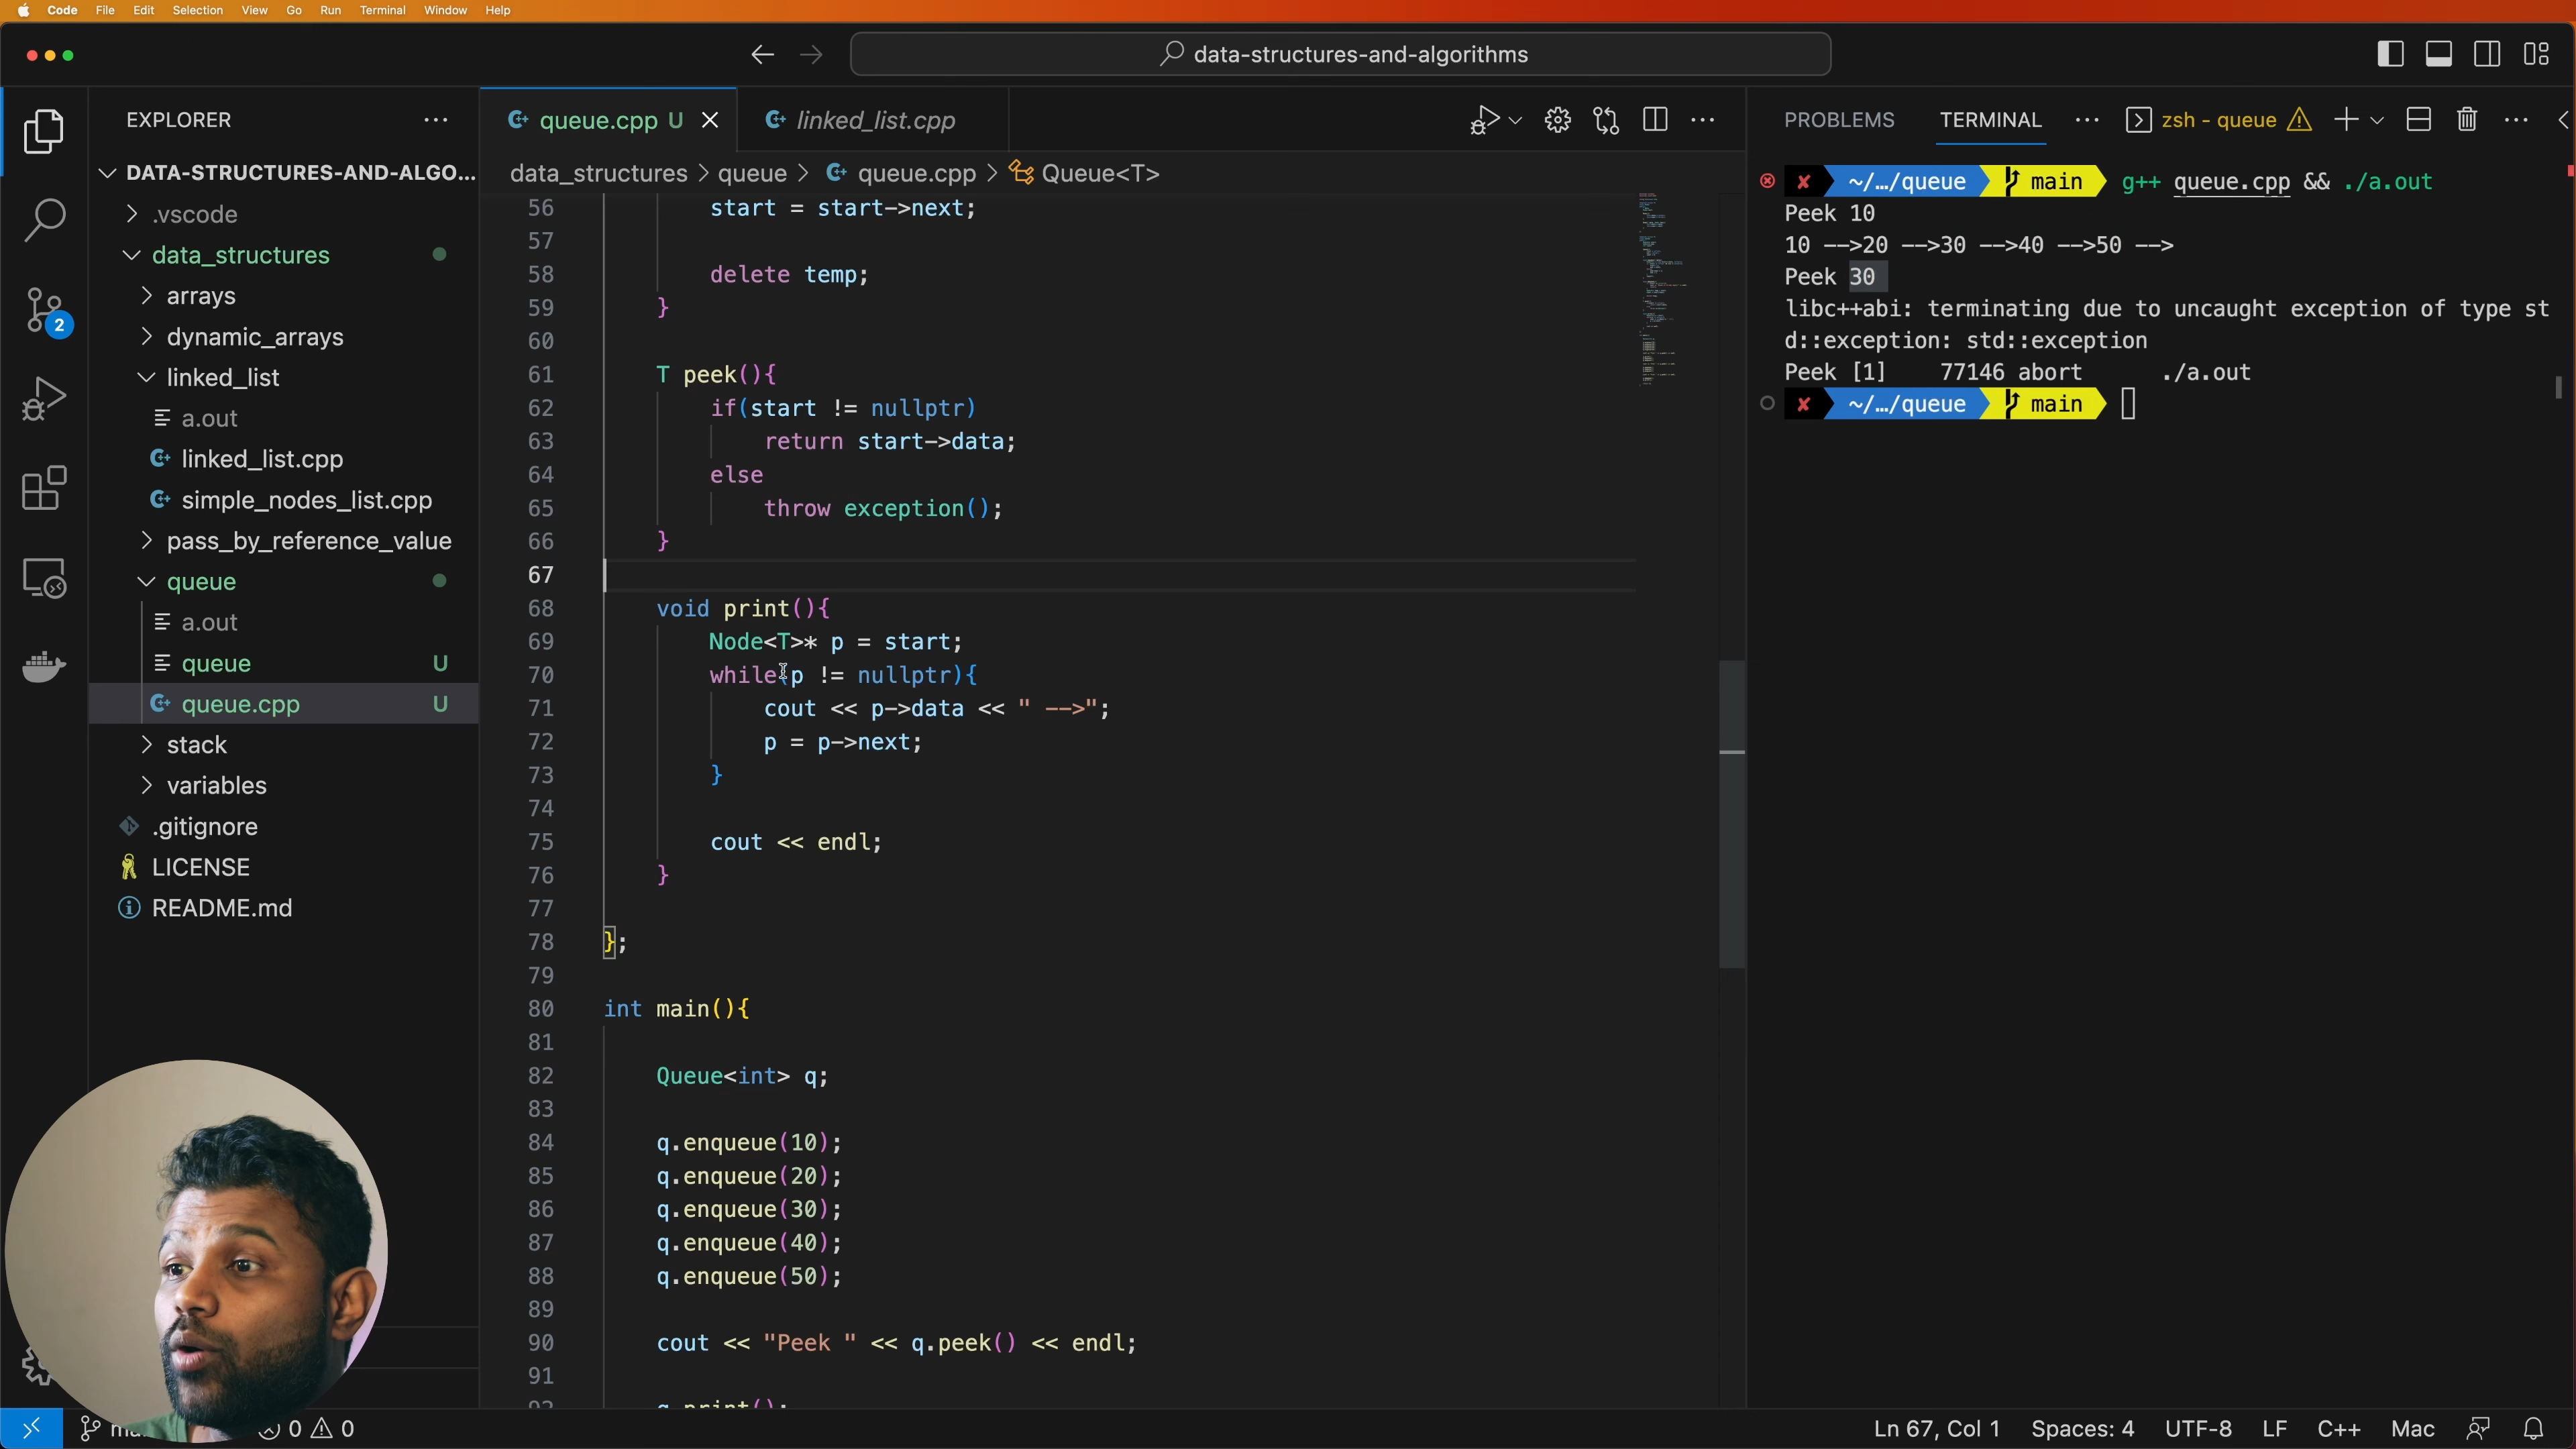 Code File Edit Selection View Go Run Terminal Window Help
data-structures-and-algorithms
EXPLORER
DATA-STRUCTURES-AND-ALGO...
.vscode
data_structures
arrays
dynamic_arrays
linked_list
a.out
linked_list.cpp
simple_nodes_list.cpp
pass_by_reference_value
queue
a.out
queue U
queue.cpp U
stack
variables
.gitignore
LICENSE
README.md
2
queue.cpp U
linked_list.cpp
data_structures > queue > queue.cpp > Queue<T>
56 start = start->next;
57
58 delete temp;
59 }
60
61 T peek(){
62 if(start != nullptr)
63 return start->data;
64 else
65 throw exception();
66 }
67
68 void print(){
69 Node<T>* p = start;
70 while(p != nullptr){
71 cout << p->data << " -->";
72 p = p->next;
73 }
74
75 cout << endl;
76 }
77
78 };
79
80 int main(){
81
82 Queue<int> q;
83
84 q.enqueue(10);
85 q.enqueue(20);
86 q.enqueue(30);
87 q.enqueue(40);
88 q.enqueue(50);
89
90 cout << "Peek " << q.peek() << endl;
91
92 q.print();
PROBLEMS TERMINAL zsh - queue
✘ ~/…/queue main g++ queue.cpp && ./a.out
Peek 10
10 -->20 -->30 -->40 -->50 -->
Peek 30
libc++abi: terminating due to uncaught exception of type st
d::exception: std::exception
Peek [1] 77146 abort ./a.out
✘ ~/…/queue main
0 0
Ln 67, Col 1 Spaces: 4 UTF-8 LF C++ Mac